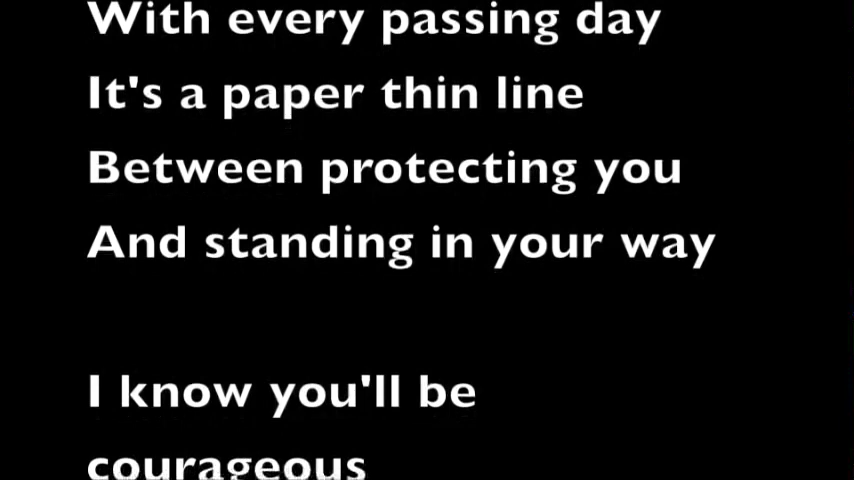 With every passing day
It's a paper thin line
Between protecting you
And standing in your way
I know you'll be
courageous